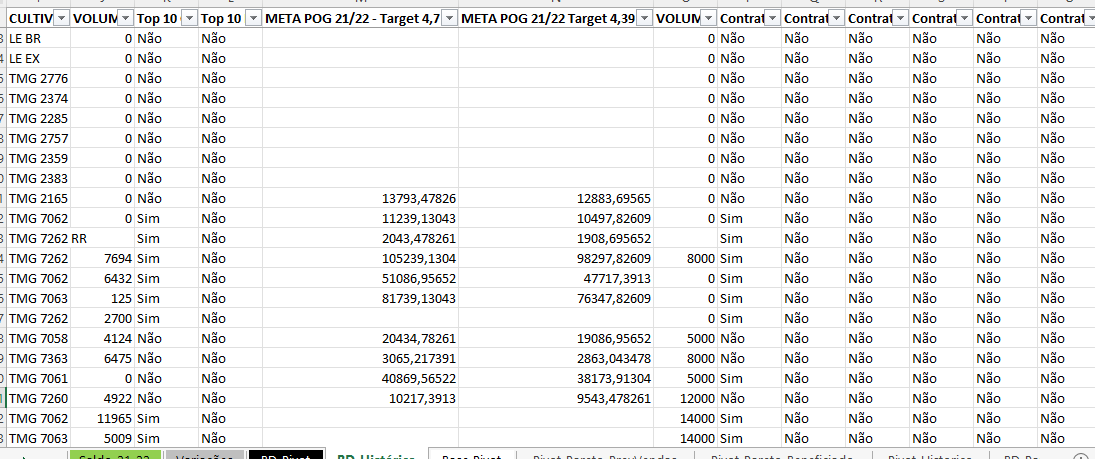 CULTIV VOLUM Top 10 Top 10 META POG 21/22 - Target 4,7 META POG 21/22 Target 4,39 VOLUM Contrat Contrat Contrat Contrat Contrat Contrat
LE BR 0 Não Não 0 Não Não Não Não Não Não
LE EX 0 Não Não 0 Não Não Não Não Não Não
TMG 2776 0 Não Não 0 Não Não Não Não Não Não
TMG 2374 0 Não Não 0 Não Não Não Não Não Não
TMG 2285 0 Não Não 0 Não Não Não Não Não Não
TMG 2757 0 Não Não 0 Não Não Não Não Não Não
TMG 2359 0 Não Não 0 Não Não Não Não Não Não
TMG 2383 0 Não Não 0 Não Não Não Não Não Não
TMG 2165 0 Não Não 13793,47826 12883,69565 0 Não Não Não Não Não Não
TMG 7062 0 Sim Não 11239,13043 10497,82609 0 Sim Não Não Não Não Não
TMG 7262 RR Sim Não 2043,478261 1908,695652 Sim Não Não Não Não Não
TMG 7262 7694 Sim Não 105239,1304 98297,82609 8000 Sim Não Não Não Não Não
TMG 7062 6432 Sim Não 51086,95652 47717,3913 0 Sim Não Não Não Não Não
TMG 7063 125 Sim Não 81739,13043 76347,82609 0 Sim Não Não Não Não Não
TMG 7262 2700 Sim Não 0 Sim Não Não Não Não Não
TMG 7058 4124 Não Não 20434,78261 19086,95652 5000 Não Não Não Não Não Não
TMG 7363 6475 Não Não 3065,217391 2863,043478 8000 Não Não Não Não Não Não
TMG 7061 0 Não Não 40869,56522 38173,91304 5000 Sim Não Não Não Não Não
TMG 7260 4922 Não Não 10217,3913 9543,478261 12000 Não Não Não Não Não Não
TMG 7062 11965 Sim Não 14000 Sim Não Não Não Não Não
TMG 7063 5009 Sim Não 14000 Sim Não Não Não Não Não
Saldo 21-22 Variações BD Pivot BD Histórico Base Pivot